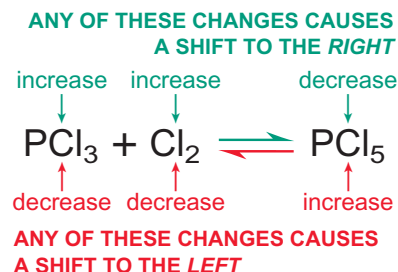 ANY OF THESE CHANGES CAUSES
A SHIFT TO THE RIGHT
increase increase decrease
PCl₃ + Cl₂ ⇌ PCl₅
decrease decrease increase
ANY OF THESE CHANGES CAUSES
A SHIFT TO THE LEFT